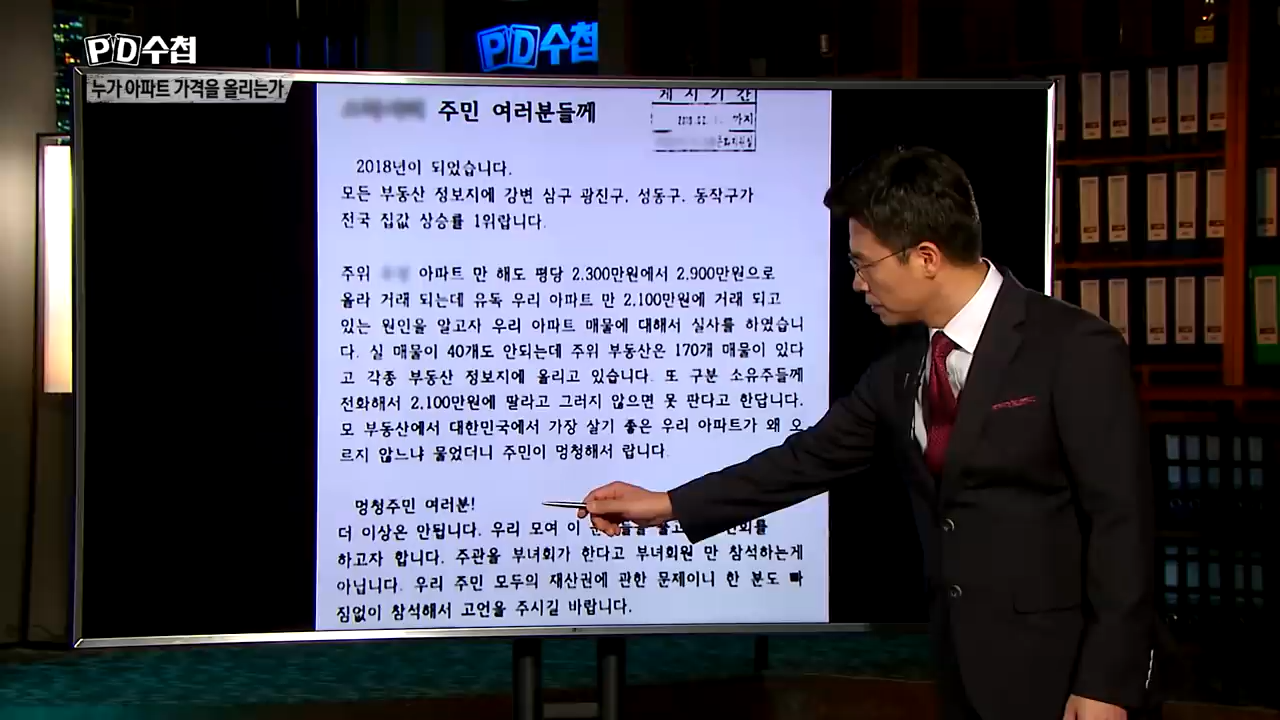 PD수첩
누가 아파트 가격을 올리는가
PD수첩
주민 여러분들께
게 시 기 간
까지
2018년이 되었습니다.
모든 부동산 정보지에 강변 삼구 광진구, 성동구, 동작구가
전국 집값 상승률 1위랍니다.
주위 아파트 만 해도 평당 2.300만원에서 2.900만원으로
올라 거래 되는데 유독 우리 아파트 만 2,100만원에 거래 되고
있는 원인을 알고자 우리 아파트 매물에 대해서 실사를 하였습니
다. 실 매물이 40개도 안되는데 주위 부동산은 170개 매물이 있다
고 각종 부동산 정보지에 올리고 있습니다. 또 구분 소유주들께
전화해서 2,100만원에 팔라고 그러지 않으면 못 판다고 한답니다.
모 부동산에서 대한민국에서 가장 살기 좋은 우리 아파트가 왜 오
르지 않느냐 물었더니 주민이 멍청해서 랍니다.
멍청주민 여러분!
더 이상은 안됩니다. 우리 모여 이
하고자 합니다. 주관을 부녀회가 한다고 부녀회원 만 참석하는게
아닙니다. 우리 주민 모두의 재산권에 관한 문제이니 한 분도 빠
짐없이 참석해서 고언을 주시길 바랍니다.